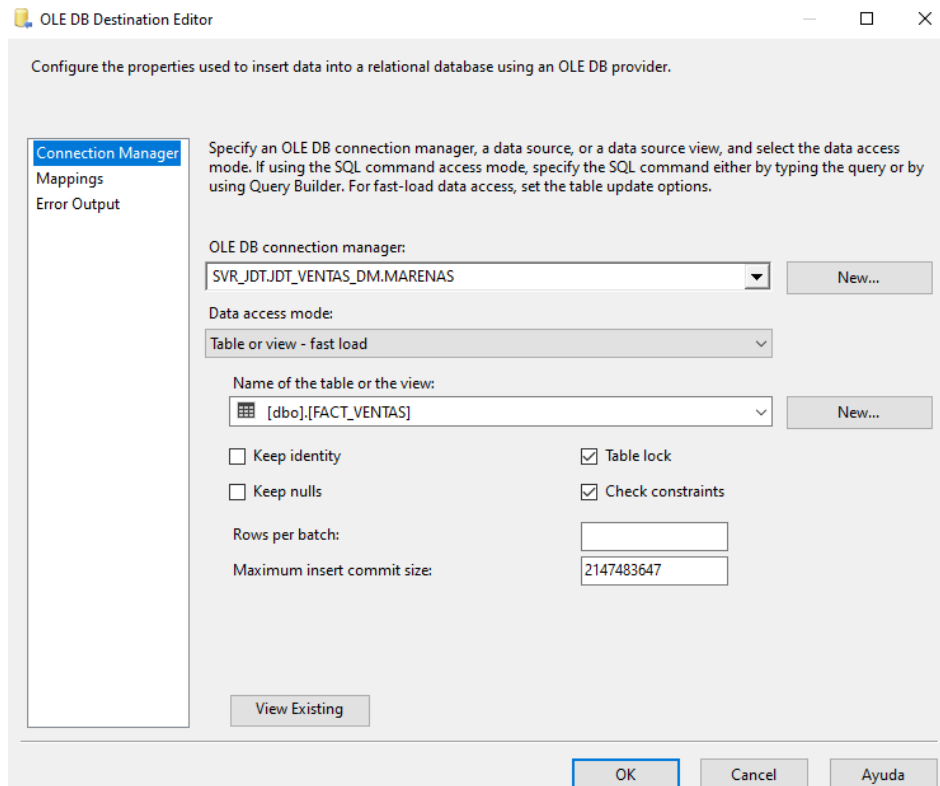 OLE DB Destination Editor
Configure the properties used to insert data into a relational database using an OLE DB provider.
Connection Manager
Mappings
Error Output
Specify an OLE DB connection manager, a data source, or a data source view, and select the data access
mode. If using the SQL command access mode, specify the SQL command either by typing the query or by
using Query Builder. For fast-load data access, set the table update options.
OLE DB connection manager:
SVR_JDT.JDT_VENTAS_DM.MARENAS
New...
Data access mode:
Table or view - fast load
Name of the table or the view:
[dbo].[FACT_VENTAS]
New...
Keep identity
Table lock
Keep nulls
Check constraints
Rows per batch:
Maximum insert commit size:
2147483647
View Existing
OK
Cancel
Ayuda